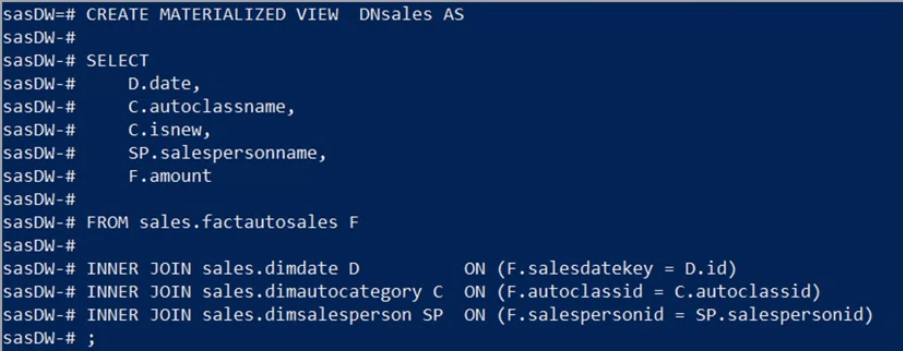 sasDW=# CREATE MATERIALIZED VIEW  DNsales AS
sasDW-#
sasDW-# SELECT
sasDW-#     D.date,
sasDW-#     C.autoclassname,
sasDW-#     C.isnew,
sasDW-#     SP.salespersonname,
sasDW-#     F.amount
sasDW-#
sasDW-# FROM sales.factautosales F
sasDW-#
sasDW-# INNER JOIN sales.dimdate D          ON (F.salesdatekey = D.id)
sasDW-# INNER JOIN sales.dimautocategory C  ON (F.autoclassid = C.autoclassid)
sasDW-# INNER JOIN sales.dimsalesperson SP  ON (F.salespersonid = SP.salespersonid)
sasDW-# ;